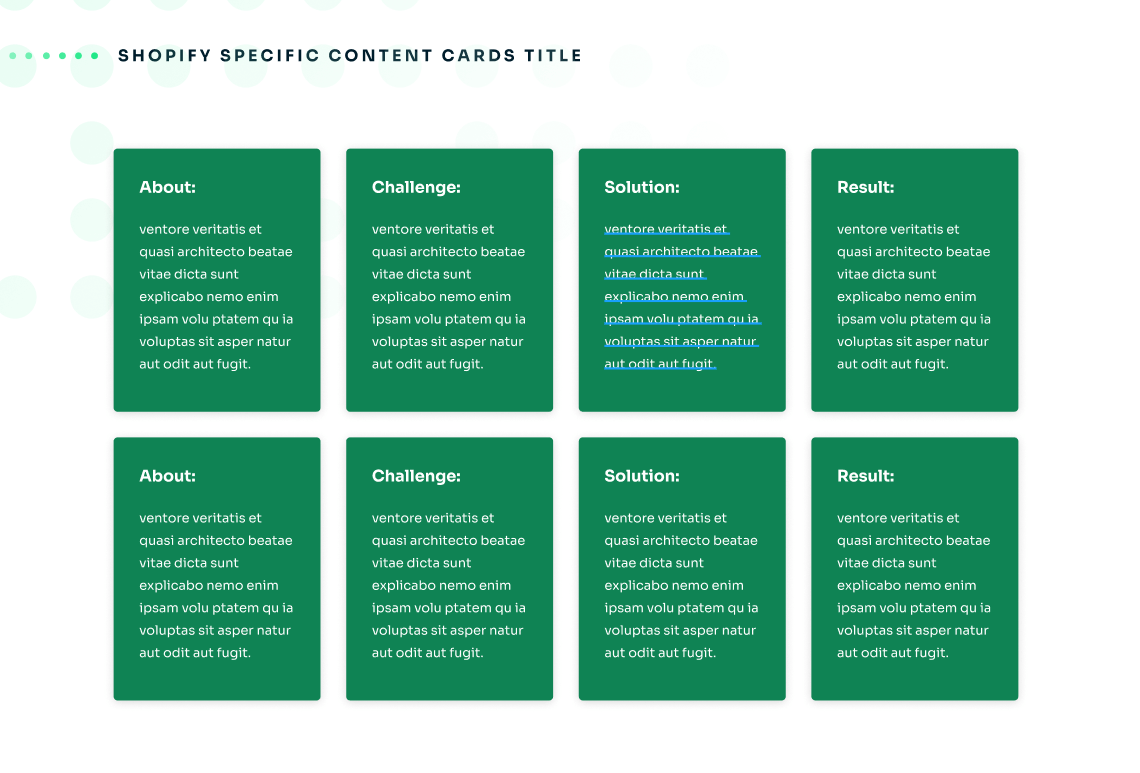 SHOPIFY SPECIFIC CONTENT CARDS TITLE
About:
ventore veritatis et
quasi architecto beatae
vitae dicta sunt
explicabo nemo enim
ipsam volu ptatem qu ia
voluptas sit asper natur
aut odit aut fugit.
Challenge:
ventore veritatis et
quasi architecto beatae
vitae dicta sunt
explicabo nemo enim
ipsam volu ptatem qu ia
voluptas sit asper natur
aut odit aut fugit.
Solution:
ventore veritatis et
quasi architecto beatae
vitae dicta sunt
explicabo nemo enim
ipsam volu ptatem qu ia
voluptas sit asper natur
aut odit aut fugit.
Result:
ventore veritatis et
quasi architecto beatae
vitae dicta sunt
explicabo nemo enim
ipsam volu ptatem qu ia
voluptas sit asper natur
aut odit aut fugit.
About:
ventore veritatis et
quasi architecto beatae
vitae dicta sunt
explicabo nemo enim
ipsam volu ptatem qu ia
voluptas sit asper natur
aut odit aut fugit.
Challenge:
ventore veritatis et
quasi architecto beatae
vitae dicta sunt
explicabo nemo enim
ipsam volu ptatem qu ia
voluptas sit asper natur
aut odit aut fugit.
Solution:
ventore veritatis et
quasi architecto beatae
vitae dicta sunt
explicabo nemo enim
ipsam volu ptatem qu ia
voluptas sit asper natur
aut odit aut fugit.
Result:
ventore veritatis et
quasi architecto beatae
vitae dicta sunt
explicabo nemo enim
ipsam volu ptatem qu ia
voluptas sit asper natur
aut odit aut fugit.